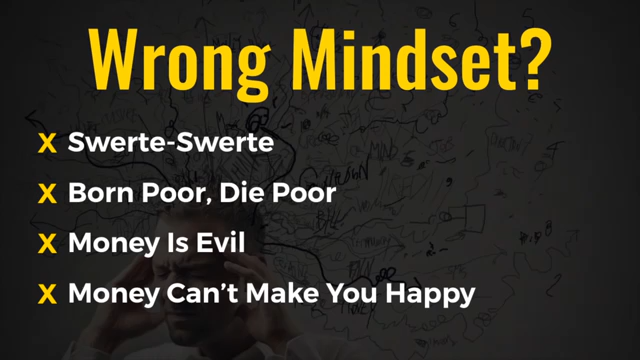 Wrong Mindset?
X Swerte-Swerte
X Born Poor, Die Poor
X Money Is Evil
X Money Can't Make You Happy